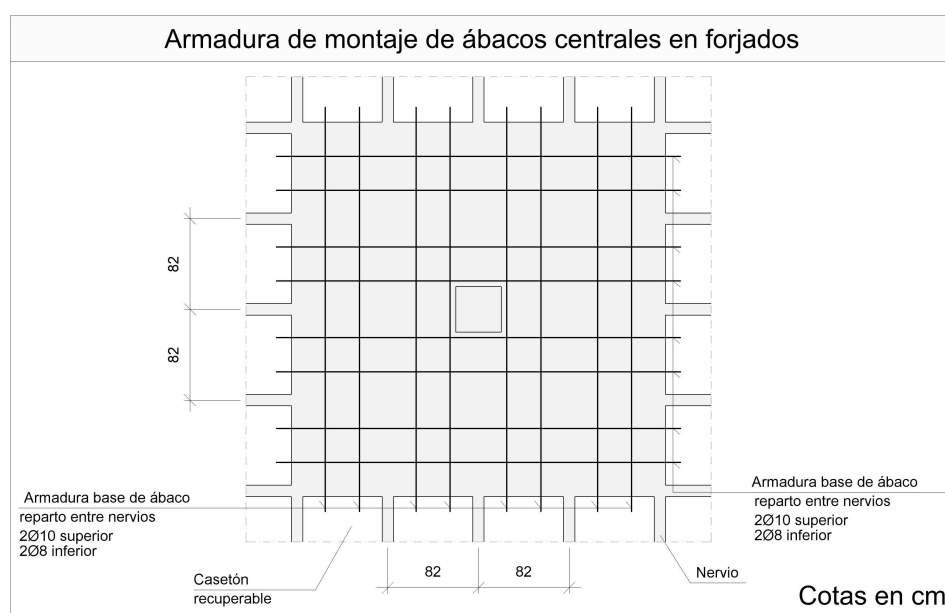 Armadura de montaje de ábacos centrales en forjados
82
82
Armadura base de ábaco
reparto entre nervios
2Ø10 superior
2Ø8 inferior
Armadura base de ábaco
reparto entre nervios
2Ø10 superior
2Ø8 inferior
82
82
Casetón
recuperable
Nervio
Cotas en cm